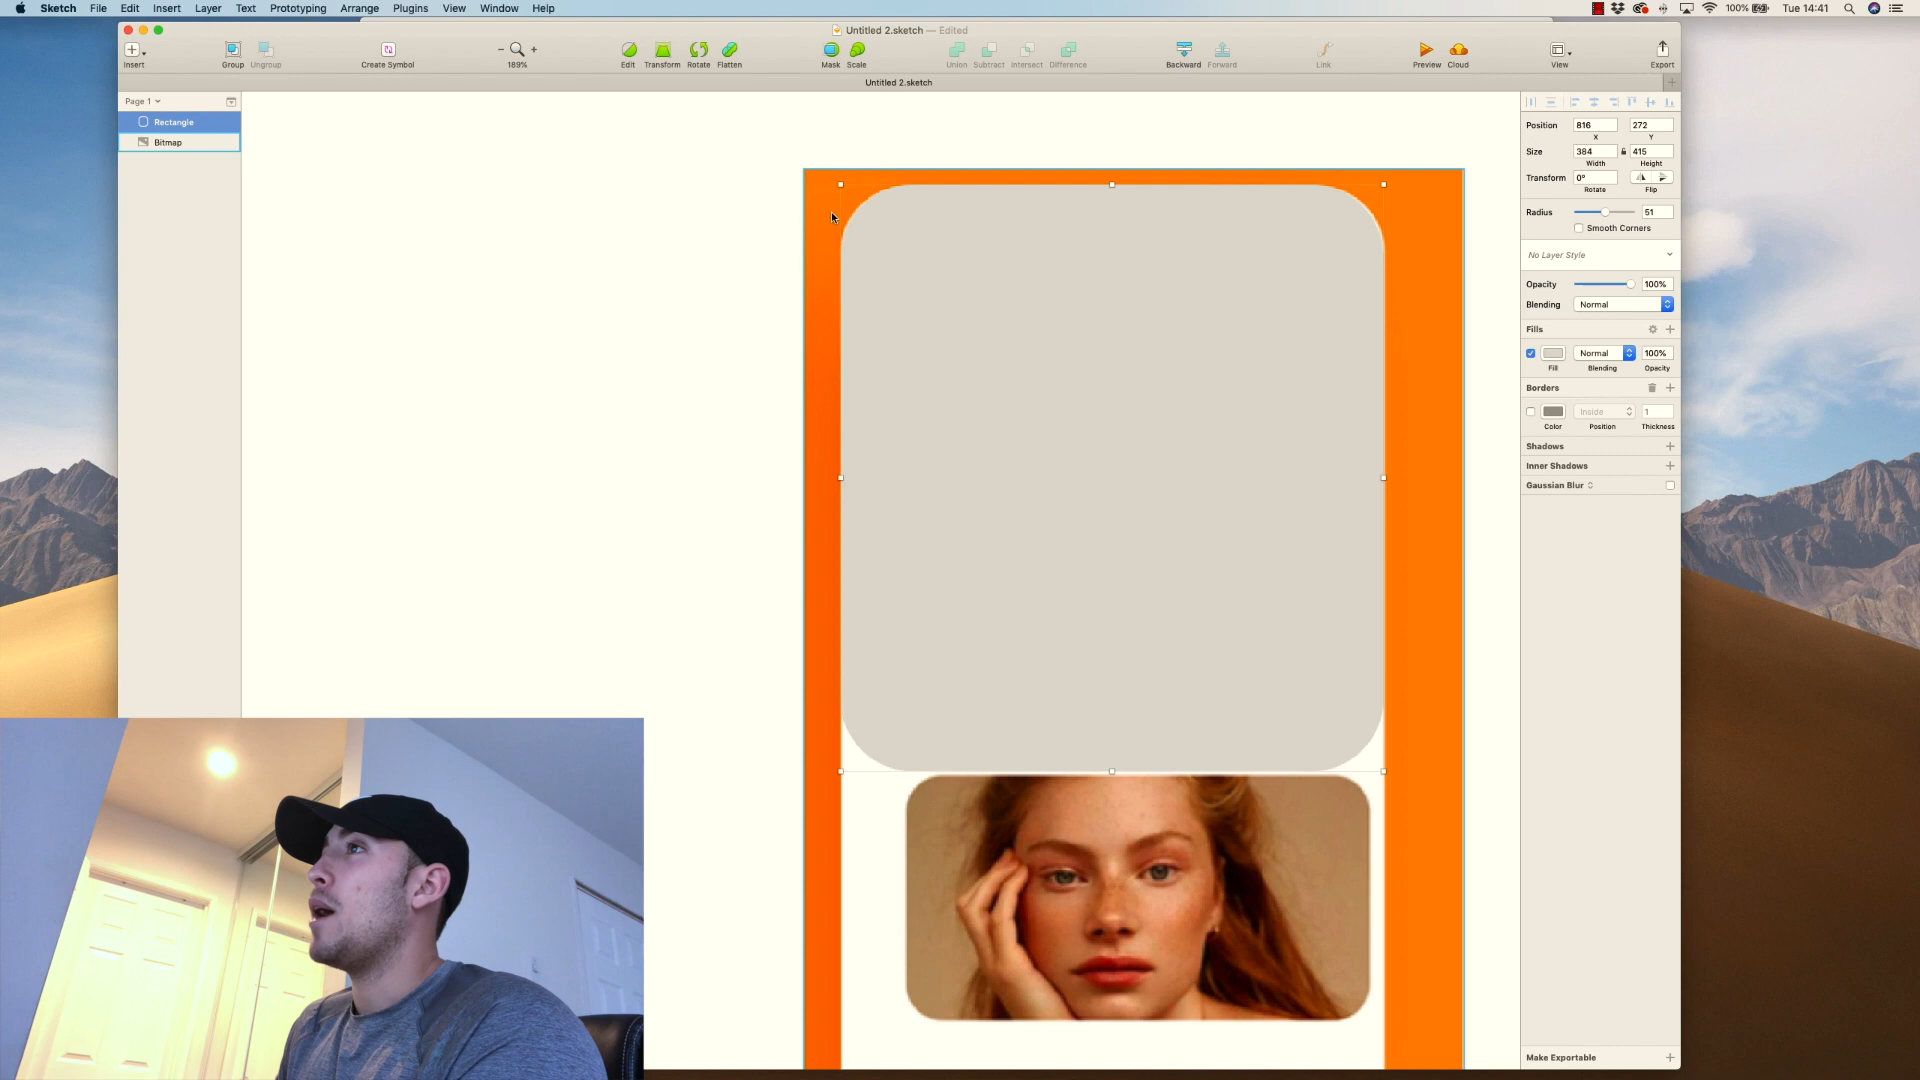 Sketch File Edit Insert Layer Text Prototyping Arrange Plugins View Window Help
100% Tue 14:41
Untitled 2.sketch — Edited
Insert Group Ungroup Create Symbol 189% Edit Transform Rotate Flatten Mask Scale Union Subtract Intersect Difference Backward Forward Link Preview Cloud View Export
Untitled 2.sketch
Page 1
Rectangle
Bitmap
Position 816 272
X Y
Size 384 415
Width Height
Transform 0°
Rotate Flip
Radius 51
Smooth Corners
No Layer Style
Opacity 100%
Blending Normal
Fills
Normal 100%
Fill Blending Opacity
Borders
Inside 1
Color Position Thickness
Shadows
Inner Shadows
Gaussian Blur
Make Exportable